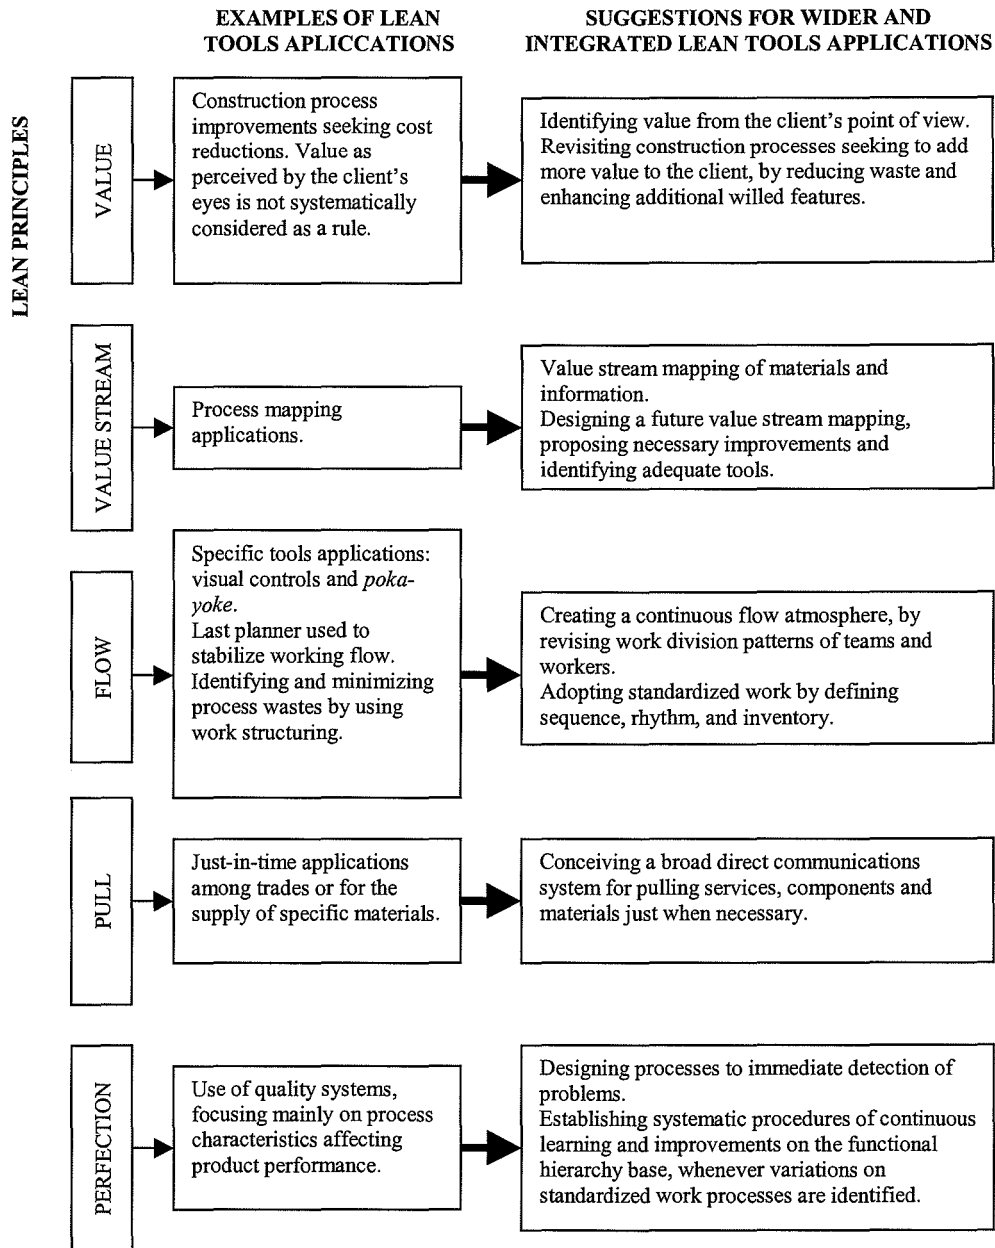 EXAMPLES OF LEAN
TOOLS APLICCATIONS
SUGGESTIONS FOR WIDER AND
INTEGRATED LEAN TOOLS APPLICATIONS
LEAN PRINCIPLES
VALUE
Construction process
improvements seeking cost
reductions. Value as
perceived by the client's
eyes is not systematically
considered as a rule.
Identifying value from the client's point of view.
Revisiting construction processes seeking to add
more value to the client, by reducing waste and
enhancing additional willed features.
VALUE STREAM
Process mapping
applications.
Value stream mapping of materials and
information.
Designing a future value stream mapping,
proposing necessary improvements and
identifying adequate tools.
FLOW
Specific tools applications:
visual controls and poka-
yoke.
Last planner used to
stabilize working flow.
Identifying and minimizing
process wastes by using
work structuring.
Creating a continuous flow atmosphere, by
revising work division patterns of teams and
workers.
Adopting standardized work by defining
sequence, rhythm, and inventory.
PULL
Just-in-time applications
among trades or for the
supply of specific materials.
Conceiving a broad direct communications
system for pulling services, components and
materials just when necessary.
PERFECTION
Use of quality systems,
focusing mainly on process
characteristics affecting
product performance.
Designing processes to immediate detection of
problems.
Establishing systematic procedures of continuous
learning and improvements on the functional
hierarchy base, whenever variations on
standardized work processes are identified.